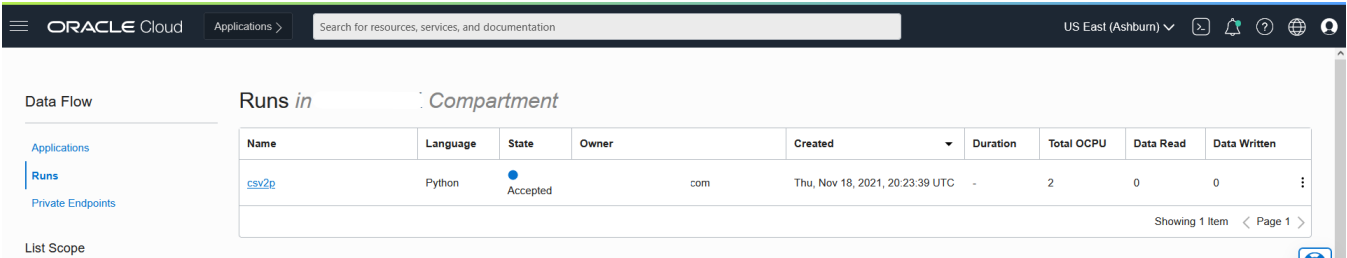 ORACLE Cloud
Applications >
Search for resources, services, and documentation
US East (Ashburn)
Data Flow
Applications
Runs
Private Endpoints
List Scope
Runs in Compartment
Name Language State Owner Created Duration Total OCPU Data Read Data Written
csv2p Python Accepted com Thu, Nov 18, 2021, 20:23:39 UTC - 2 0 0
Showing 1 Item < Page 1 >